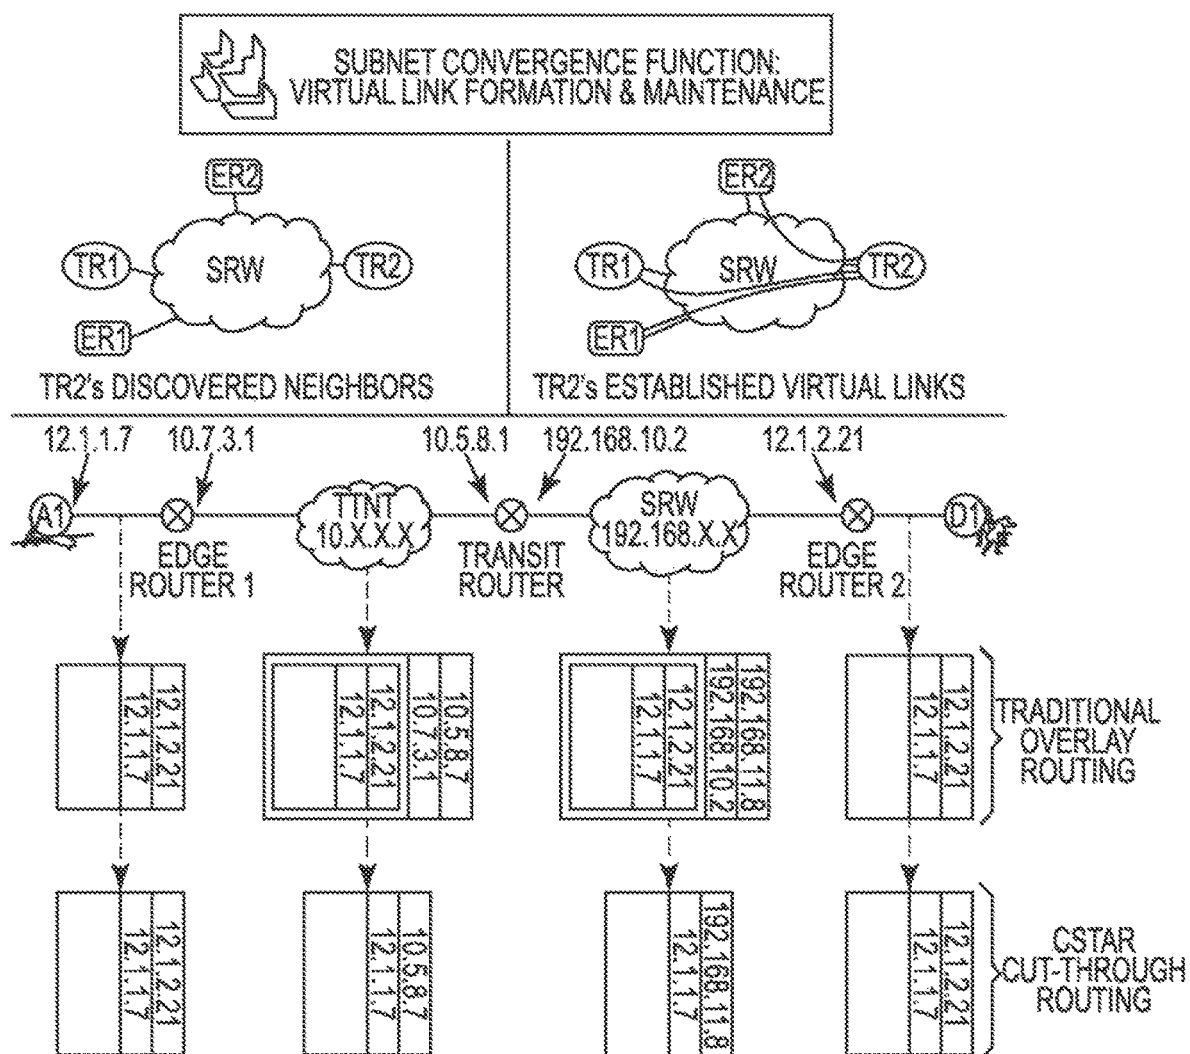 SUBNET CONVERGENCE FUNCTION:
VIRTUAL LINK FORMATION & MAINTENANCE
ER2
TR1
SRW
TR2
ER1
TR2's DISCOVERED NEIGHBORS
ER2
TR1
SRW
TR2
ER1
TR2's ESTABLISHED VIRTUAL LINKS
12.1.1.7
10.7.3.1
10.5.8.1
192.168.10.2
12.1.2.21
A1
EDGE
ROUTER 1
TTNT
10.X.X.X
TRANSIT
ROUTER
SRW
192.168.X.X
EDGE
ROUTER 2
D1
12.1.2.21
12.1.1.7
10.5.8.7
10.7.3.1
12.1.2.21
12.1.1.7
192.168.11.8
192.168.10.2
12.1.2.21
12.1.1.7
12.1.2.21
12.1.1.7
TRADITIONAL
OVERLAY
ROUTING
12.1.2.21
12.1.1.7
10.5.8.7
12.1.1.7
192.168.11.8
12.1.1.7
12.1.2.21
12.1.1.7
CSTAR
CUT-THROUGH
ROUTING